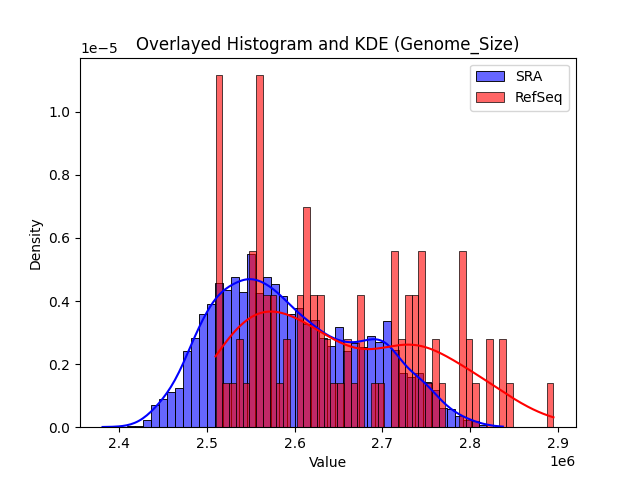 Overlayed Histogram and KDE (Genome_Size)
1e−5
SRA
RefSeq
1.0
0.8
0.6
0.4
0.2
0.0
Density
2.4 2.5 2.6 2.7 2.8 2.9
Value
1e6